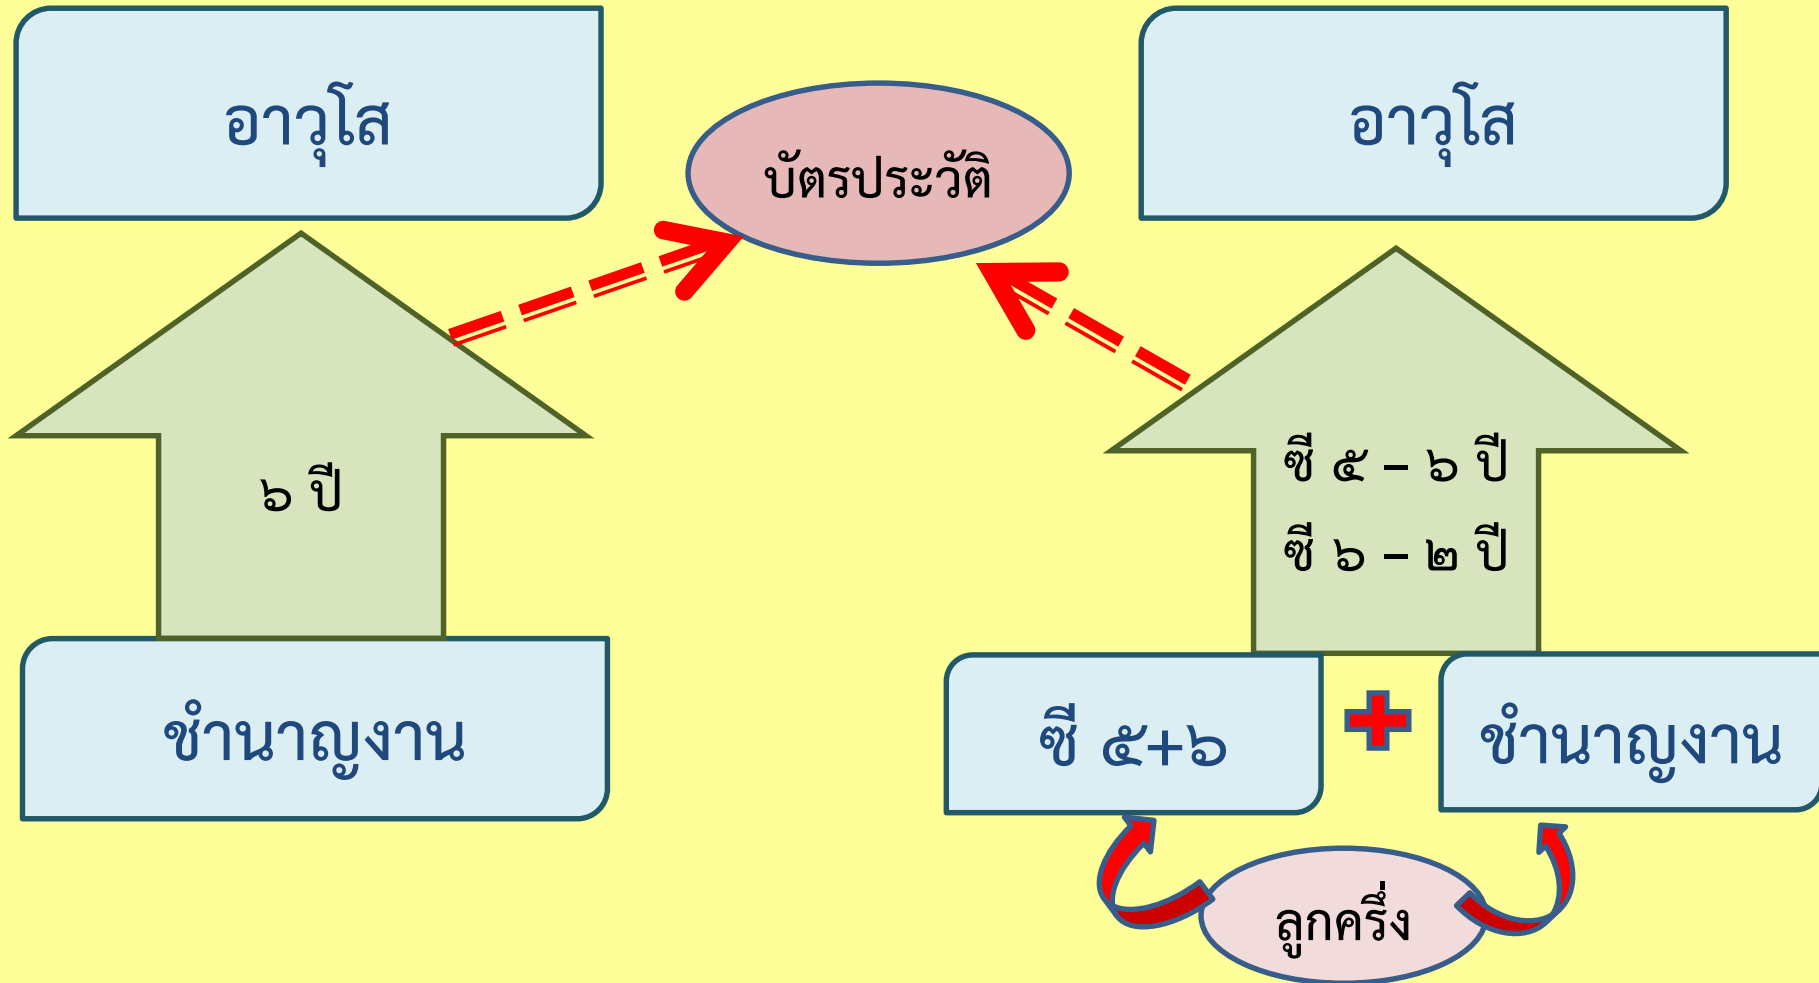 อาวุโส
บัตรประวัติ
อาวุโส
๖ ปี
ซี ๕ – ๖ ปี
ซี ๖ – ๒ ปี
ชำนาญงาน
ซี ๕+๖
ชำนาญงาน
ลูกครึ่ง